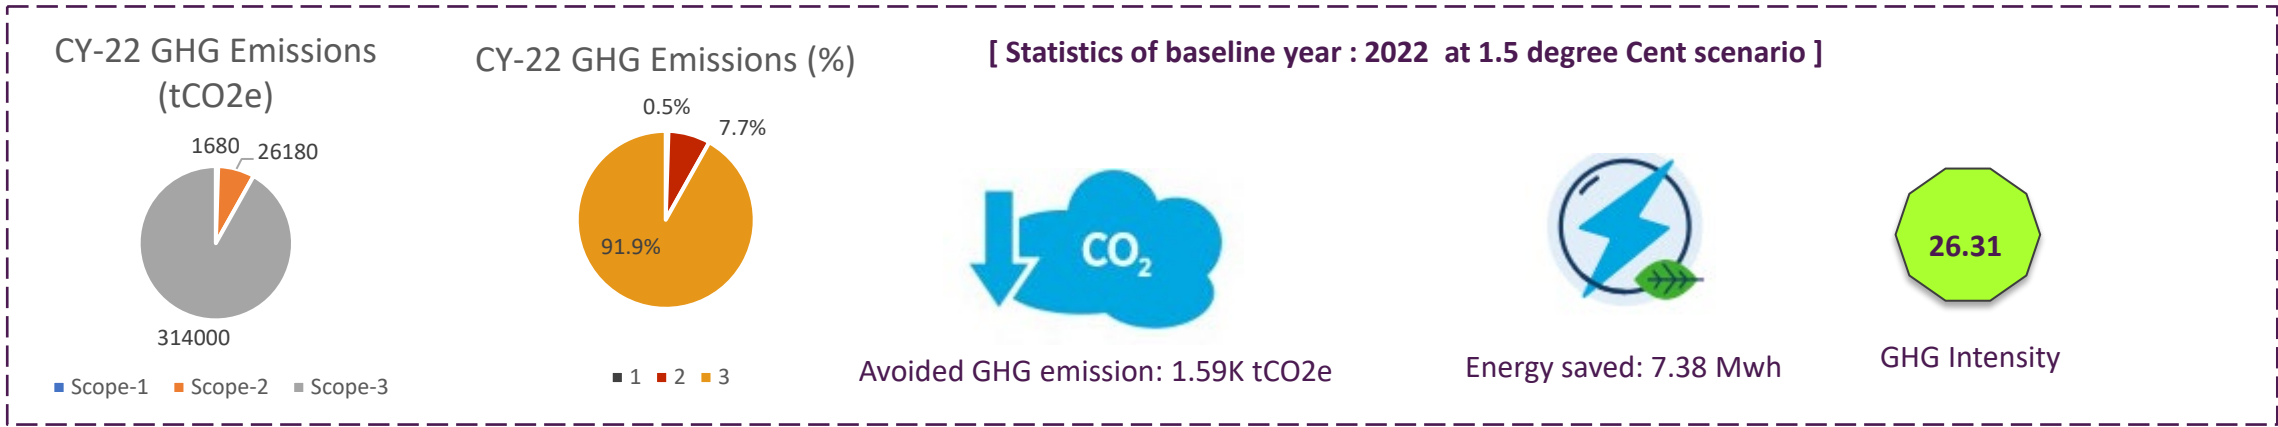 CY-22 GHG Emissions
(tCO2e)
1680
26180
314000
Scope-1 Scope-2 Scope-3
CY-22 GHG Emissions (%)
0.5%
7.7%
91.9%
1 2 3
[ Statistics of baseline year : 2022 at 1.5 degree Cent scenario ]
CO₂
Avoided GHG emission: 1.59K tCO2e
Energy saved: 7.38 Mwh
26.31
GHG Intensity